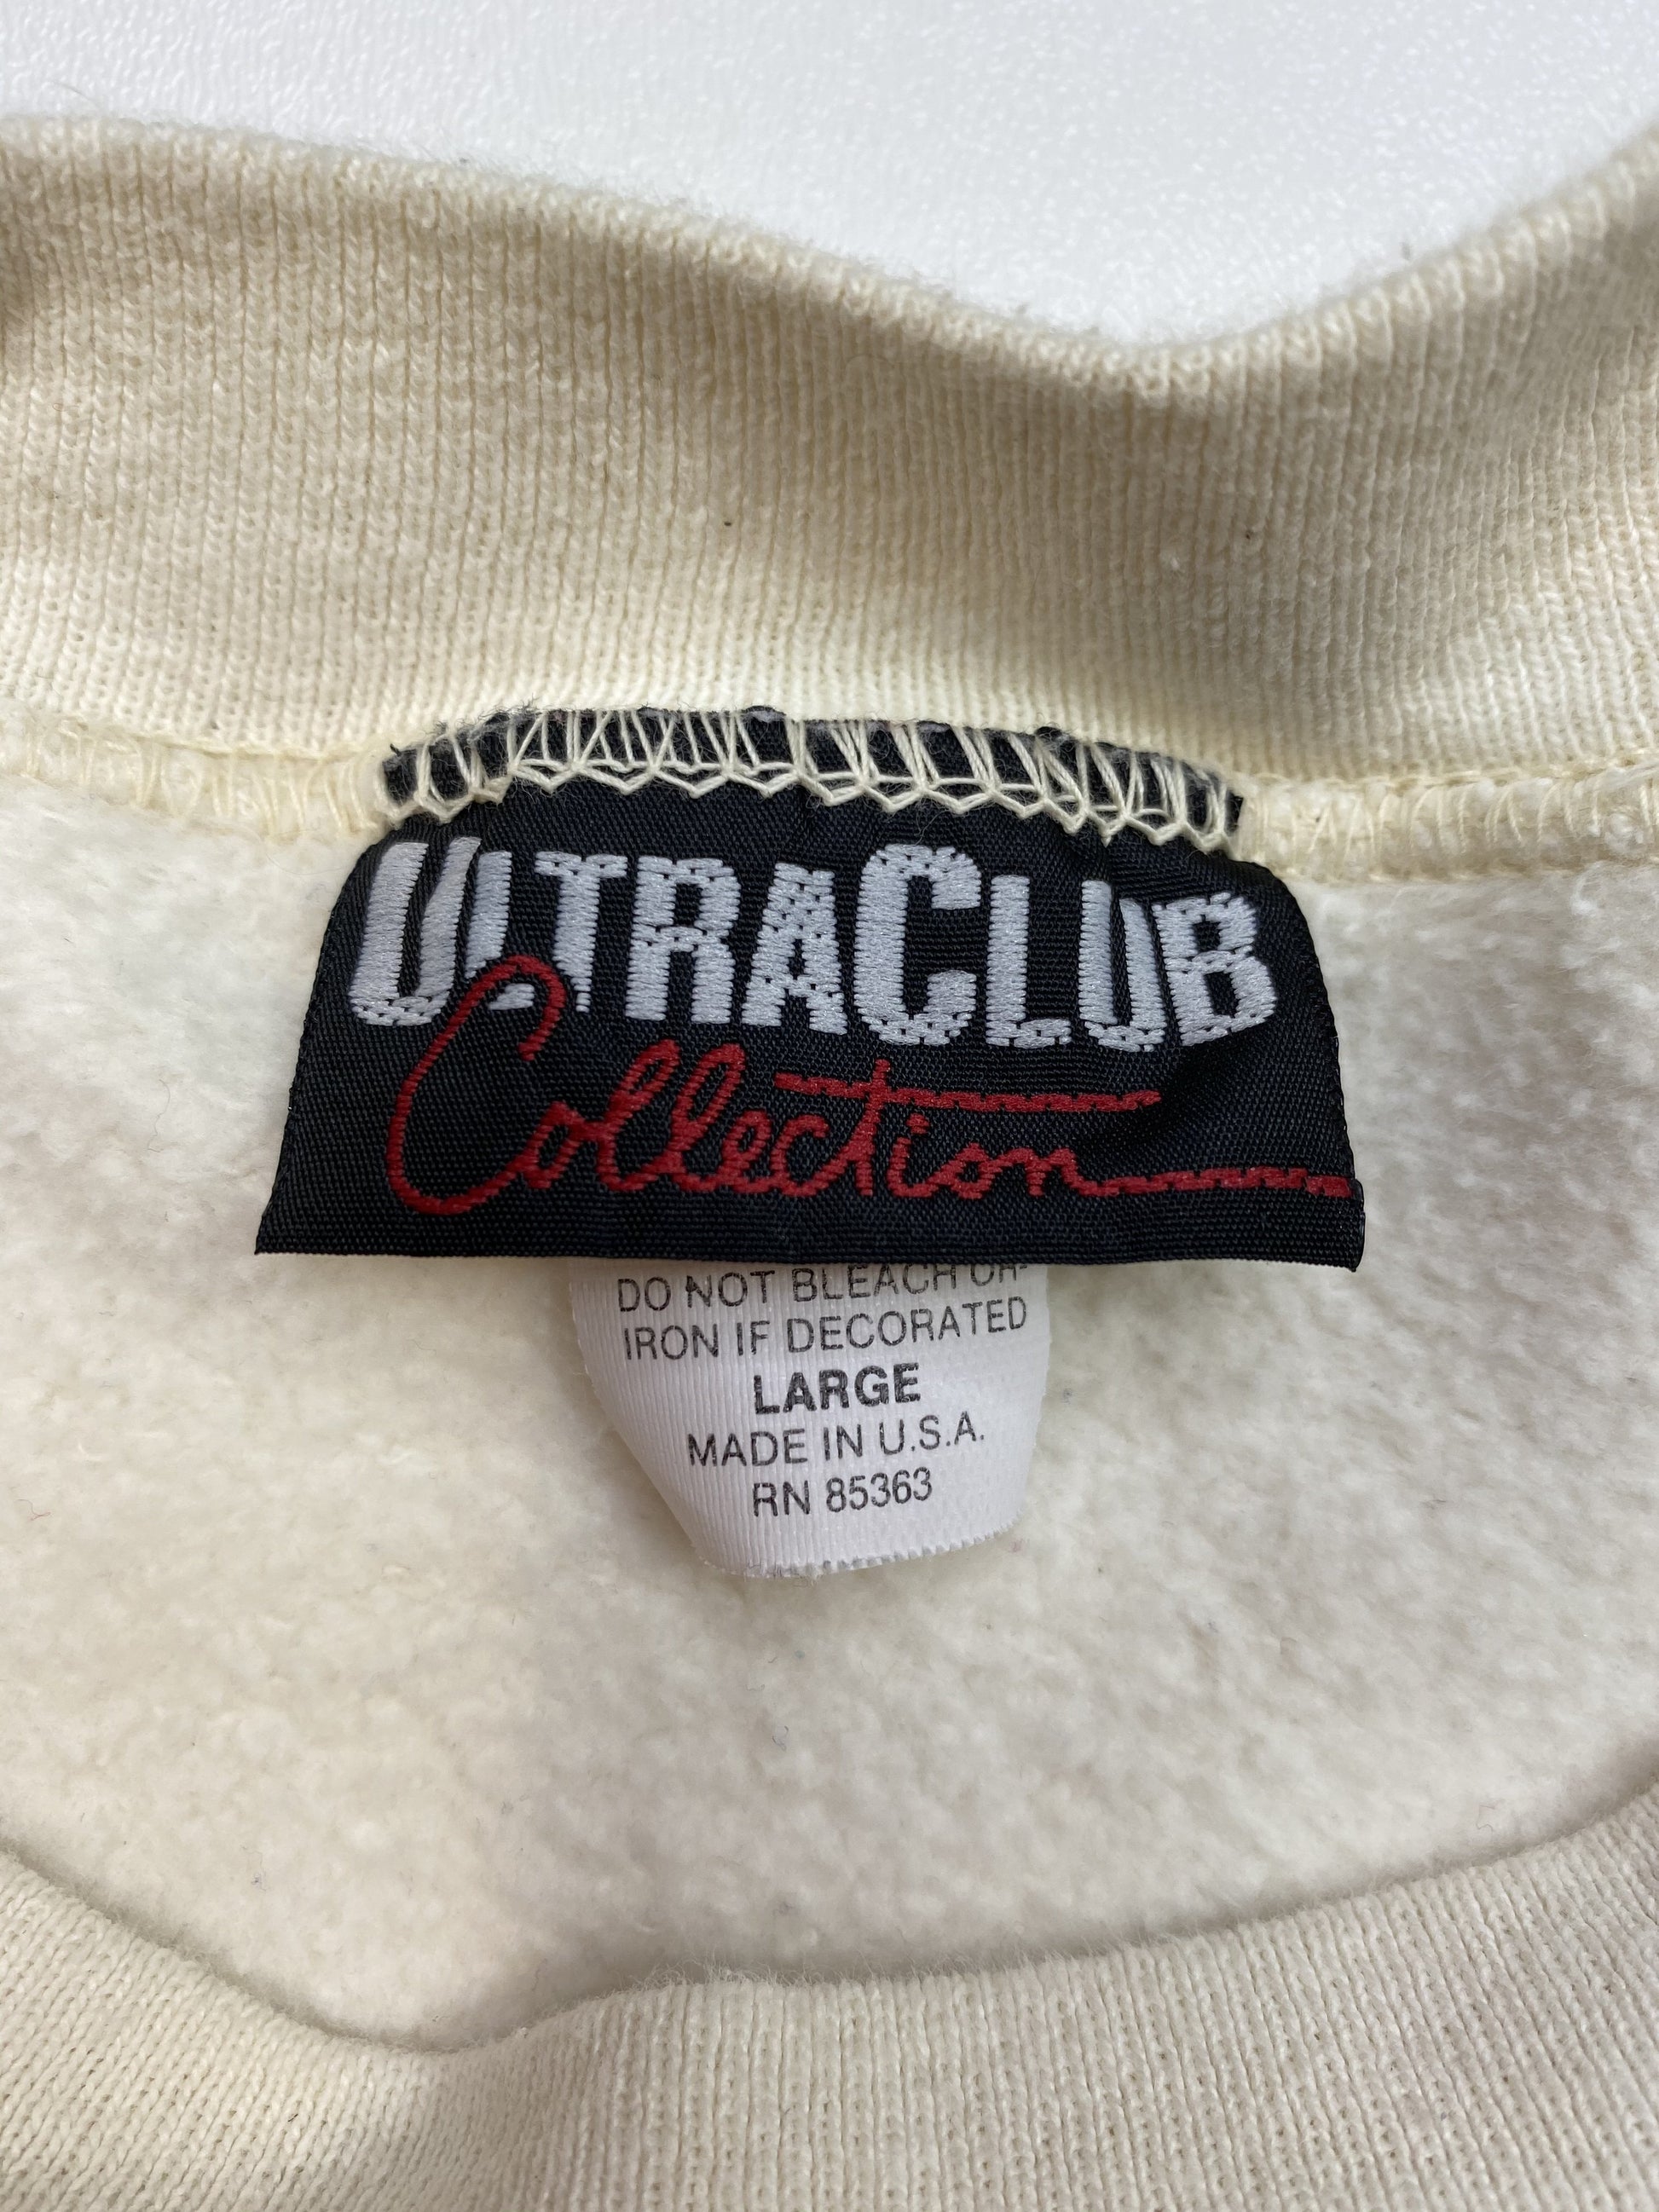 ULTRACLUB
Collection
DO NOT BLEACH OR
IRON IF DECORATED
LARGE
MADE IN U.S.A.
RN 85363